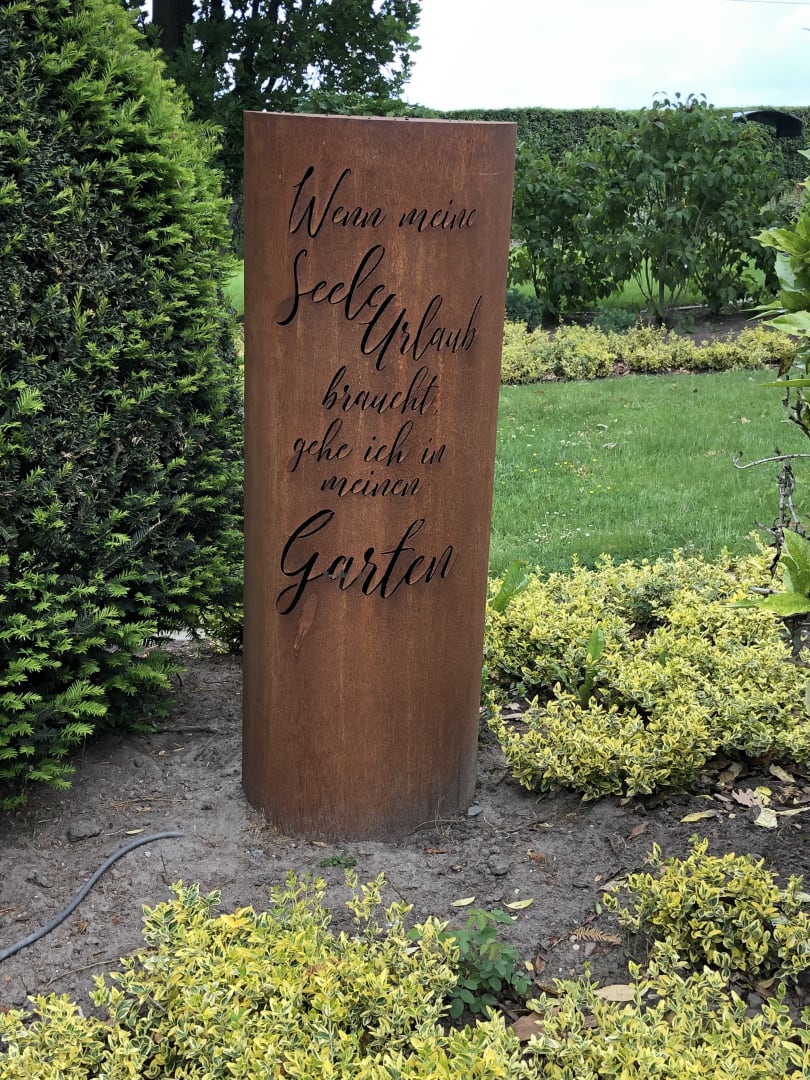 Wenn meine
Seele
Urlaub
braucht,
gehe ich in
meinen
Garten